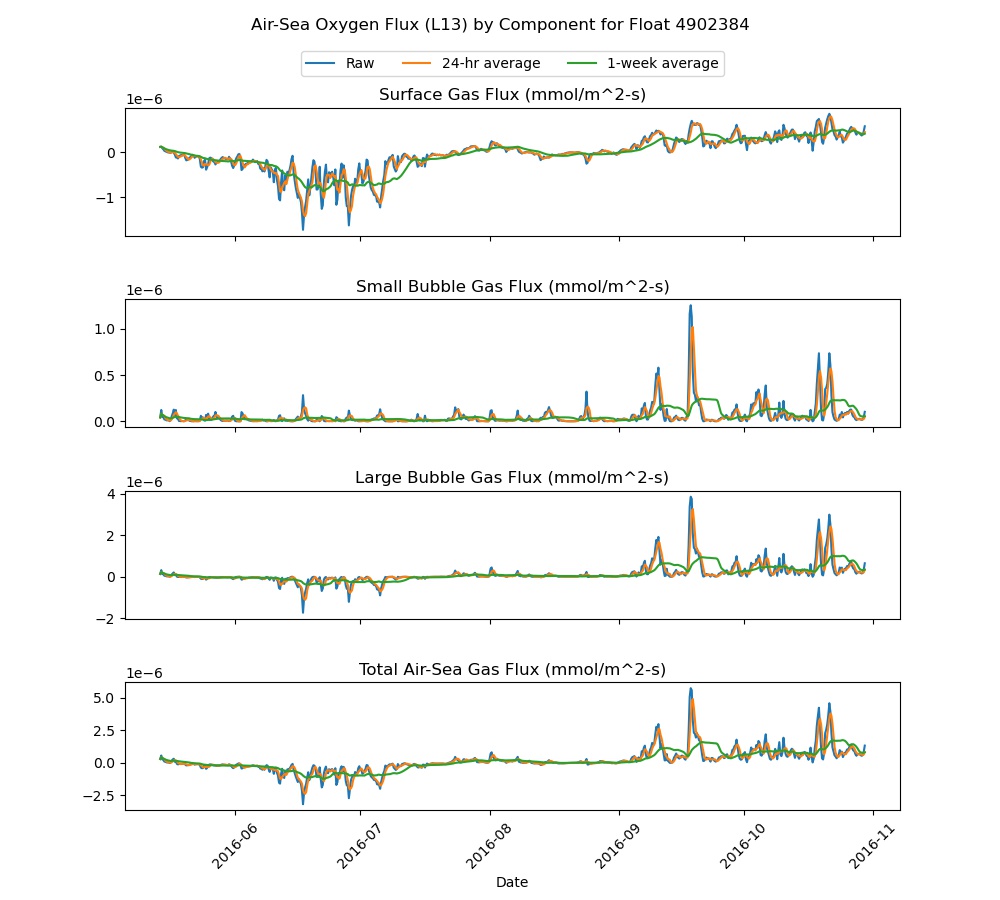 Air-Sea Oxygen Flux (L13) by Component for Float 4902384
Raw 24-hr average 1-week average
1e−6
Surface Gas Flux (mmol/m^2-s)
0
−1
1e−6
Small Bubble Gas Flux (mmol/m^2-s)
1.0
0.5
0.0
1e−6
Large Bubble Gas Flux (mmol/m^2-s)
4
2
0
−2
1e−6
Total Air-Sea Gas Flux (mmol/m^2-s)
5.0
2.5
0.0
−2.5
2016-06 2016-07 2016-08 2016-09 2016-10 2016-11
Date